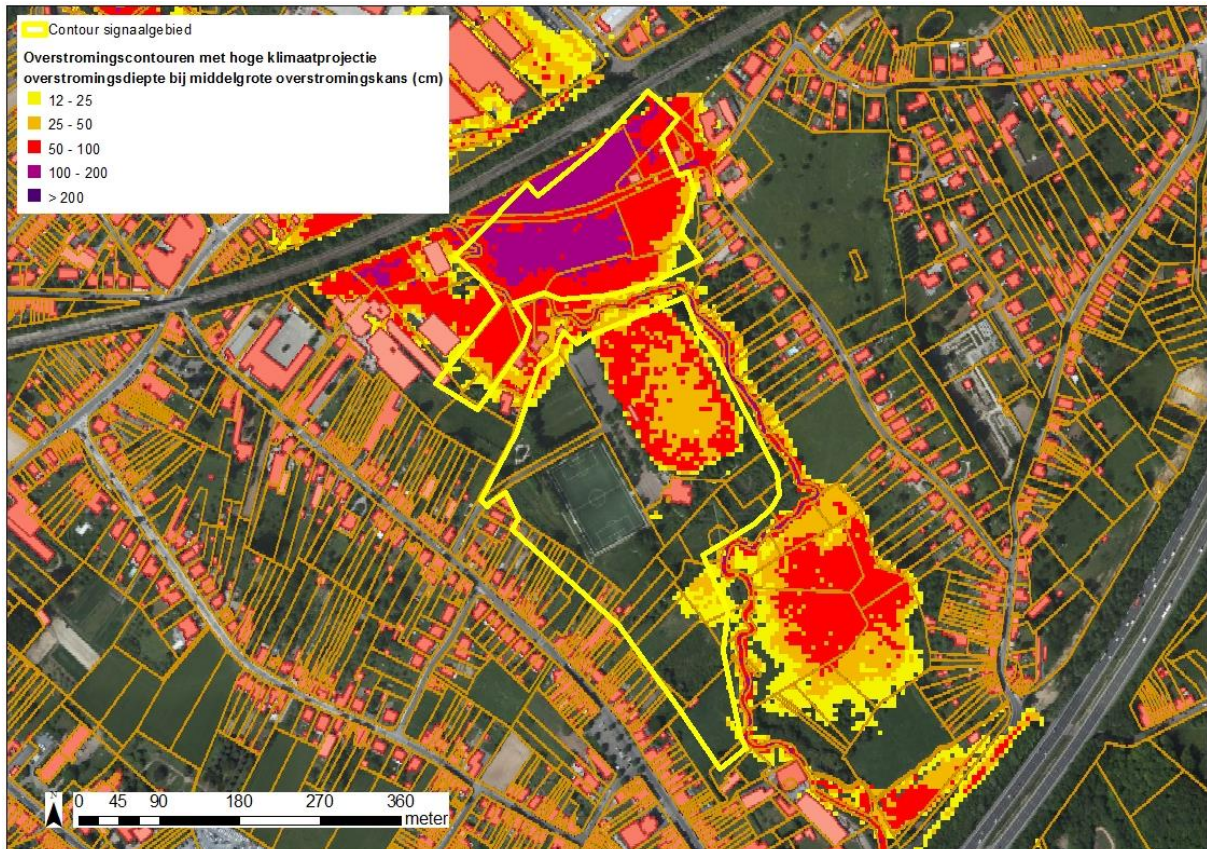 Contour signaalgebied
Overstromingscontouren met hoge klimaatprojectie
overstromingsdiepte bij middelgrote overstromingskans (cm)
12 - 25
25 - 50
50 - 100
100 - 200
> 200
N
0 45 90 180 270 360
meter